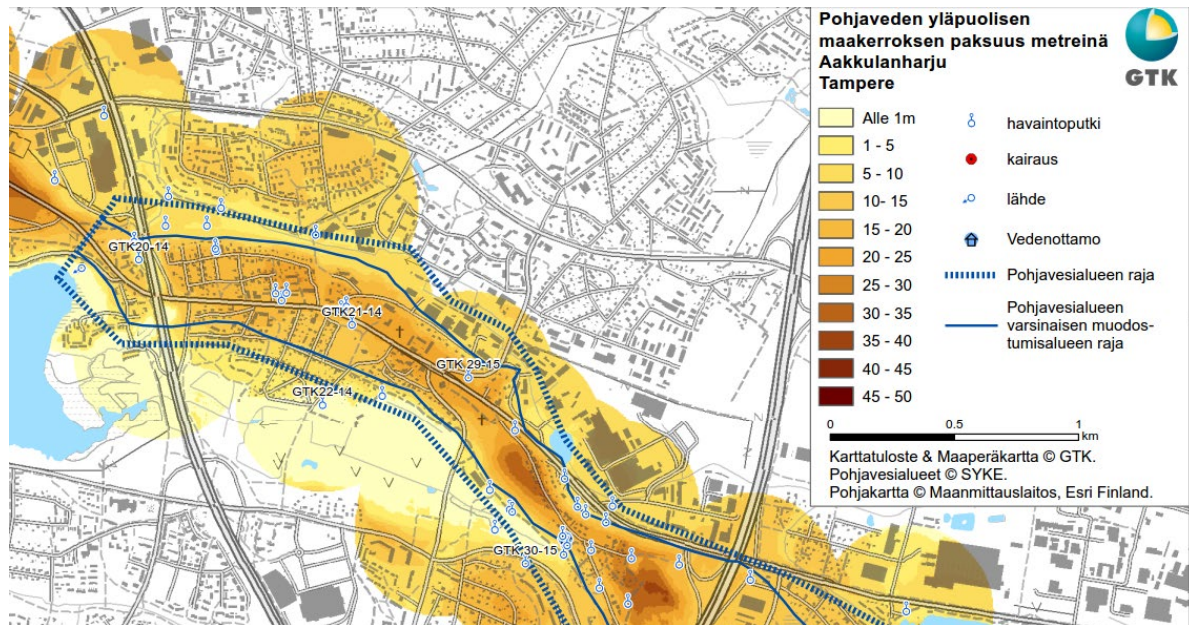 Pohjaveden yläpuolisen
maakerroksen paksuus metreinä
Aakkulanharju
Tampere
GTK
Alle 1m
1 - 5
5 - 10
10- 15
15 - 20
20 - 25
25 - 30
30 - 35
35 - 40
40 - 45
45 - 50
havaintoputki
kairaus
lähde
Vedenottamo
Pohjavesialueen raja
Pohjavesialueen
varsinaisen muodos-
tumisalueen raja
0 0.5 1
km
Karttatuloste & Maaperäkartta © GTK.
Pohjavesialueet © SYKE.
Pohjakartta © Maanmittauslaitos, Esri Finland.
GTK20-14
GTK21-14
GTK 29-15
GTK22-14
GTK 30-15